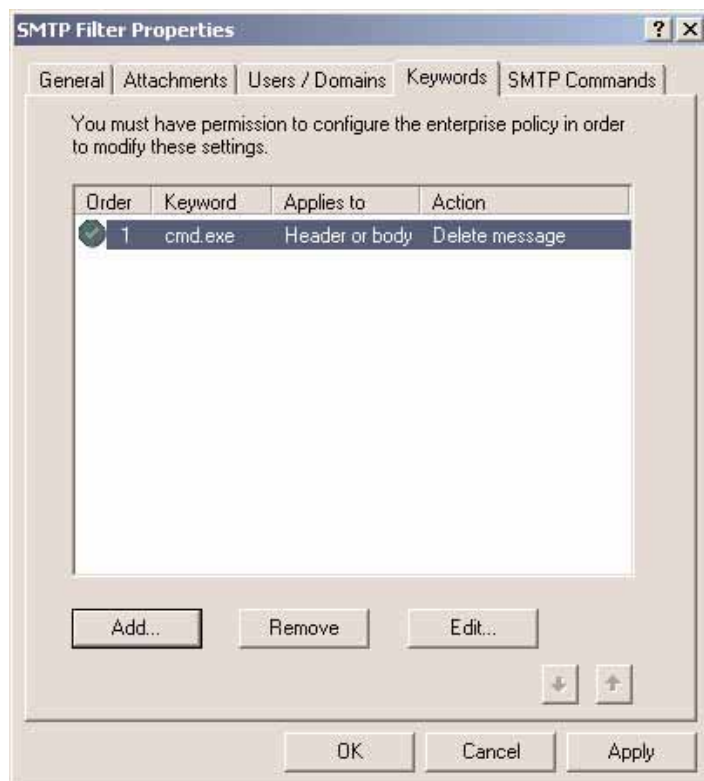 SMTP Filter Properties
? X
General Attachments Users / Domains Keywords SMTP Commands
You must have permission to configure the enterprise policy in order
to modify these settings.
Order Keyword Applies to Action
1 cmd.exe Header or body Delete message
Add... Remove Edit...
OK Cancel Apply